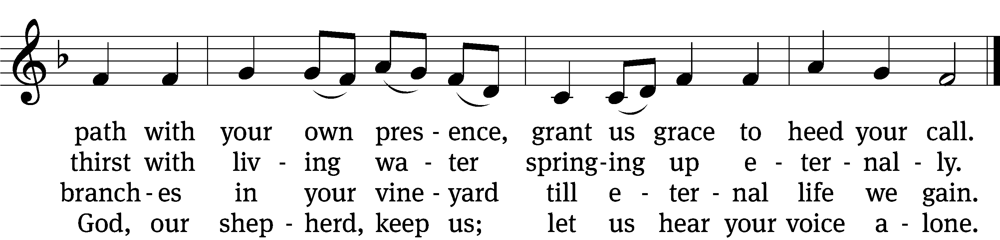 path with your own pres - ence, grant us grace to heed your call.
thirst with liv - ing wa - ter spring - ing up e - ter - nal - ly.
branch - es in your vine - yard till e - ter - nal life we gain.
God, our shep - herd, keep us; let us hear your voice a - lone.